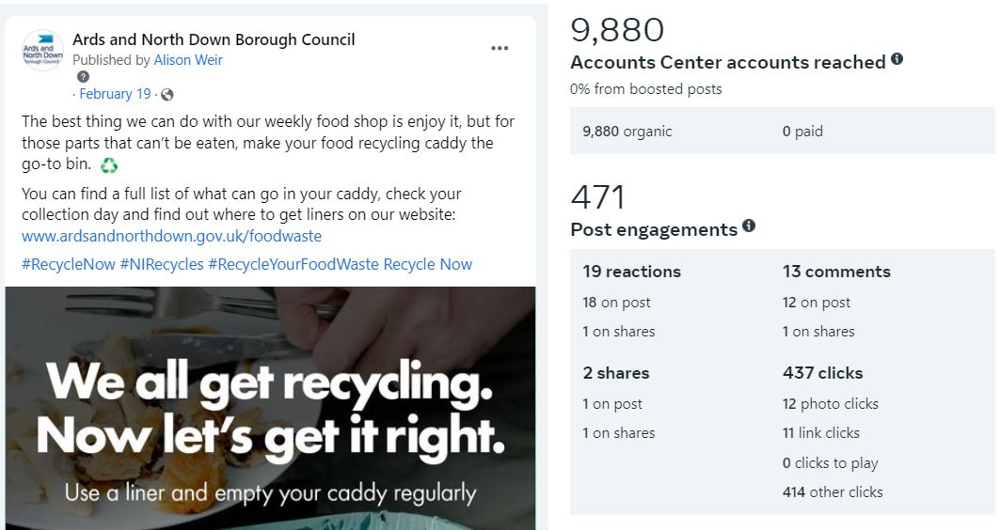 Ards and
North Down
Borough Council
Ards and North Down Borough Council
Published by Alison Weir
· February 19 ·
The best thing we can do with our weekly food shop is enjoy it, but for
those parts that can’t be eaten, make your food recycling caddy the
go-to bin.
You can find a full list of what can go in your caddy, check your
collection day and find out where to get liners on our website:
www.ardsandnorthdown.gov.uk/foodwaste
#RecycleNow #NIRecycles #RecycleYourFoodWaste Recycle Now
We all get recycling.
Now let’s get it right.
Use a liner and empty your caddy regularly
9,880
Accounts Center accounts reached
0% from boosted posts
9,880 organic
0 paid
471
Post engagements
19 reactions
18 on post
1 on shares
13 comments
12 on post
1 on shares
2 shares
1 on post
1 on shares
437 clicks
12 photo clicks
11 link clicks
0 clicks to play
414 other clicks